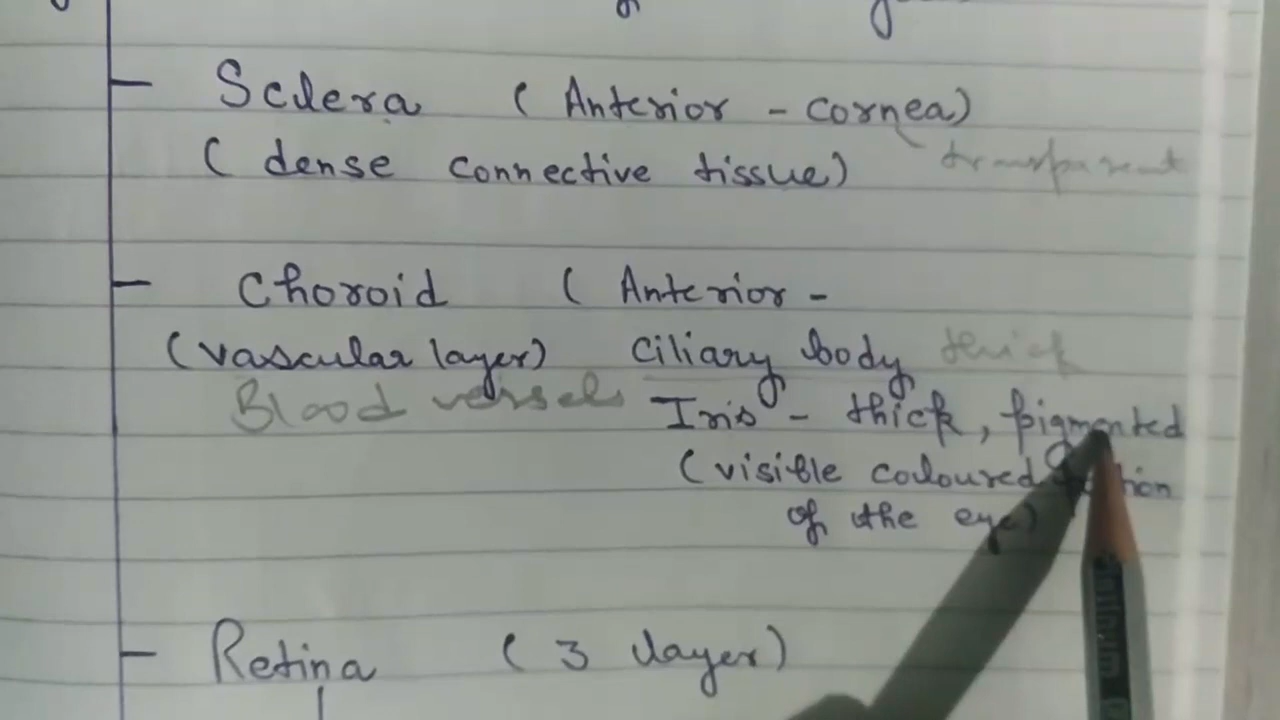 Sclera (Anterior - cornea)
(dense connective tissue) transparent
Choroid (Anterior -
(vascular layer) Ciliary body thick
Blood vessels Iris - thick, pigmented
(visible coloured
of the eye)
Retina (3 layer)